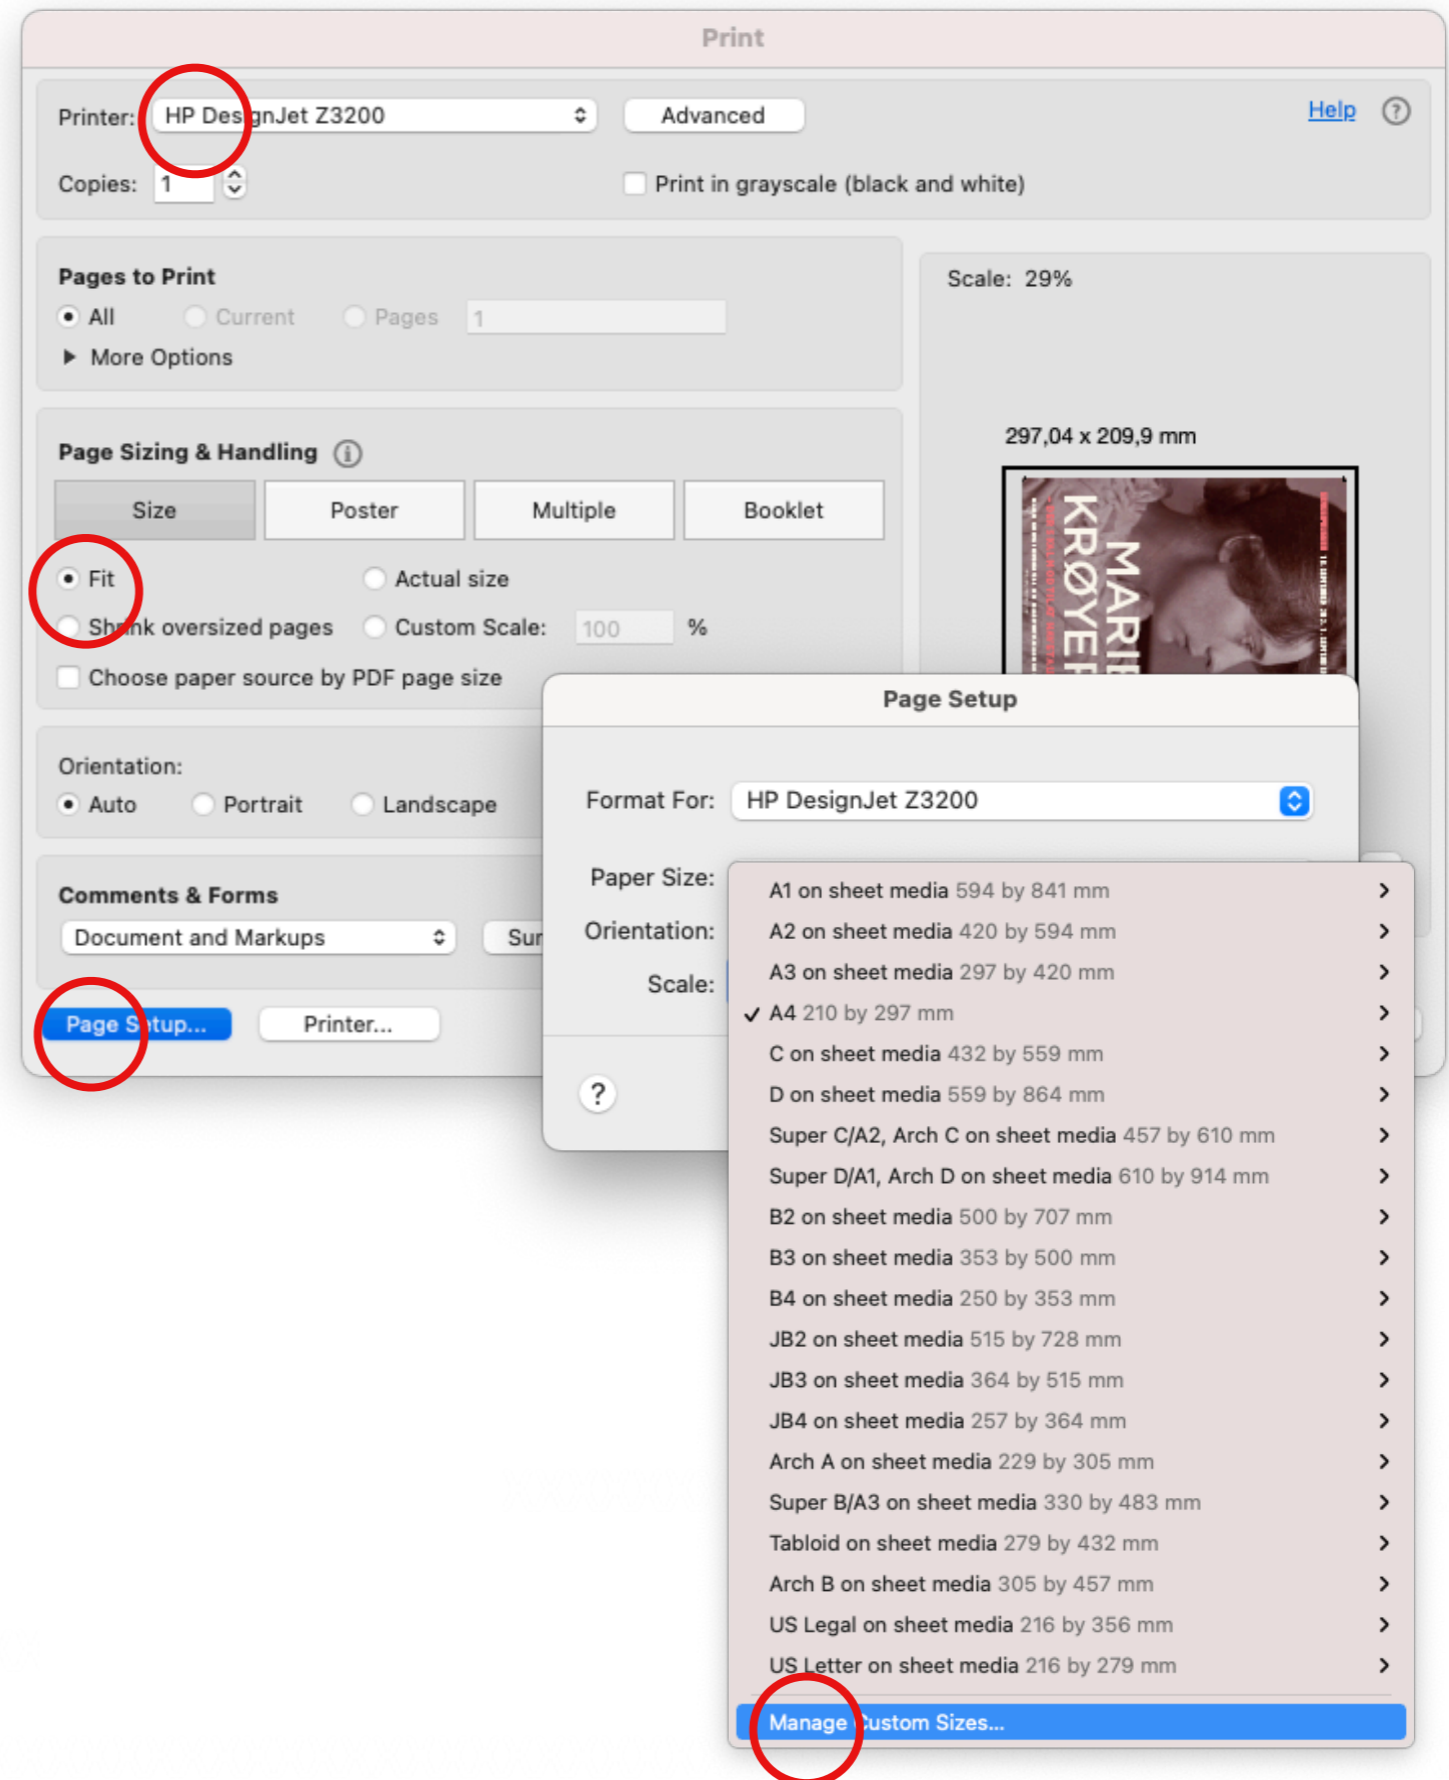 Print
Printer: HP DesignJet Z3200 Advanced Help ?
Copies: 1 Print in grayscale (black and white)
Pages to Print
All Current Pages 1
More Options
Scale: 29%
297,04 x 209,9 mm
MARIE
KRØYER
Page Sizing & Handling i
Size Poster Multiple Booklet
Fit Actual size
Shrink oversized pages Custom Scale: 100 %
Choose paper source by PDF page size
Orientation:
Auto Portrait Landscape
Comments & Forms
Document and Markups
Page Setup... Printer...
Page Setup
Format For: HP DesignJet Z3200
Paper Size:
Orientation:
Scale:
?
A1 on sheet media 594 by 841 mm
A2 on sheet media 420 by 594 mm
A3 on sheet media 297 by 420 mm
✓ A4 210 by 297 mm
C on sheet media 432 by 559 mm
D on sheet media 559 by 864 mm
Super C/A2, Arch C on sheet media 457 by 610 mm
Super D/A1, Arch D on sheet media 610 by 914 mm
B2 on sheet media 500 by 707 mm
B3 on sheet media 353 by 500 mm
B4 on sheet media 250 by 353 mm
JB2 on sheet media 515 by 728 mm
JB3 on sheet media 364 by 515 mm
JB4 on sheet media 257 by 364 mm
Arch A on sheet media 229 by 305 mm
Super B/A3 on sheet media 330 by 483 mm
Tabloid on sheet media 279 by 432 mm
Arch B on sheet media 305 by 457 mm
US Legal on sheet media 216 by 356 mm
US Letter on sheet media 216 by 279 mm
Manage Custom Sizes...